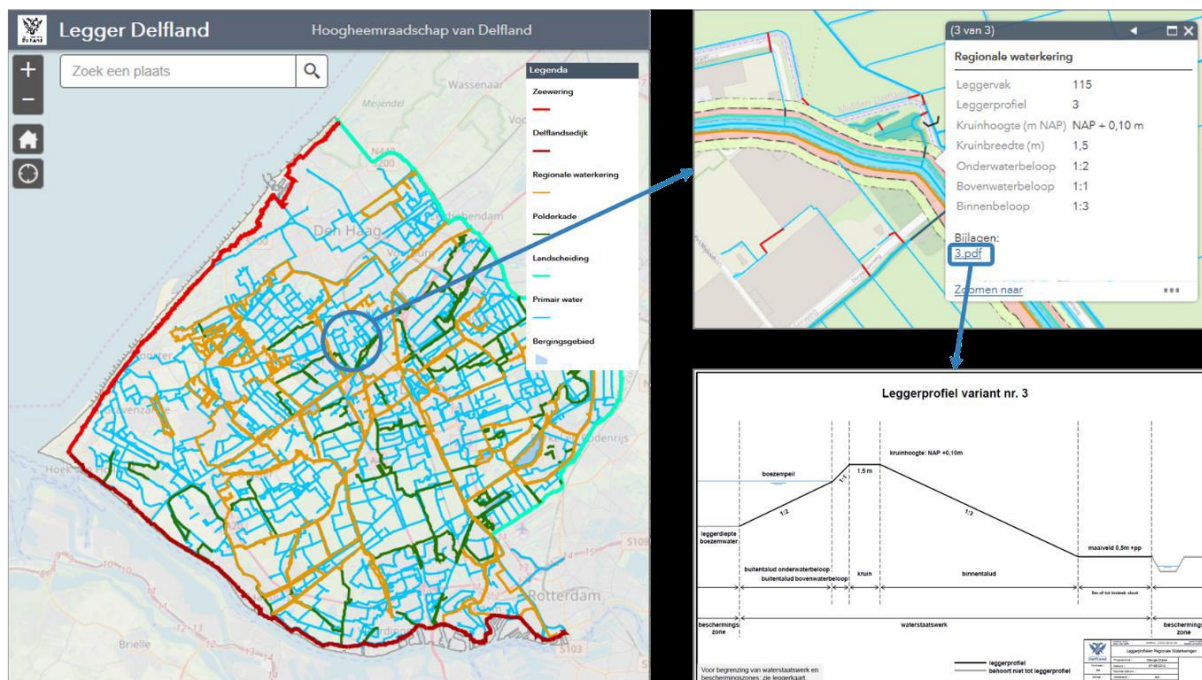 Legger Delfland
Hoogheemraadschap van Delfland
Zoek een plaats
Legenda
Zeewering
Delflandsedijk
Regionale waterkering
Polderkade
Landscheiding
Primair water
Bergingsgebied
Wassenaar
Meijendel
Den Haag
Hoek van
Rotterdam
Brielle
S109
S103
(3 van 3)
Regionale waterkering
Leggervak 115
Leggerprofiel 3
Kruinhoogte (m NAP) NAP + 0,10 m
Kruinbreedte (m) 1,5
Onderwaterbeloop 1:2
Bovenwaterbeloop 1:1
Binnenbeloop 1:3
Bijlagen:
3.pdf
Zoomen naar
Leggerprofiel variant nr. 3
kruinhoogte: NAP +0,10m
boezempeil
1,5 m
1:1
1:2
1:3
leggerdiepte
boezemwater
maaiveld 0,5m +pp
buitentalud onderwaterbeloop
buitentalud bovenwaterbeloop
kruin
binnentalud
beschermings
zone
waterstaatswerk
beschermings
zone
leggerprofiel
behoort niet tot leggerprofiel
Voor begrenzing van waterstaatswerk en
beschermingszones: zie leggerkaart
Delfland
Leggerprofielen Regionale Waterkeringen